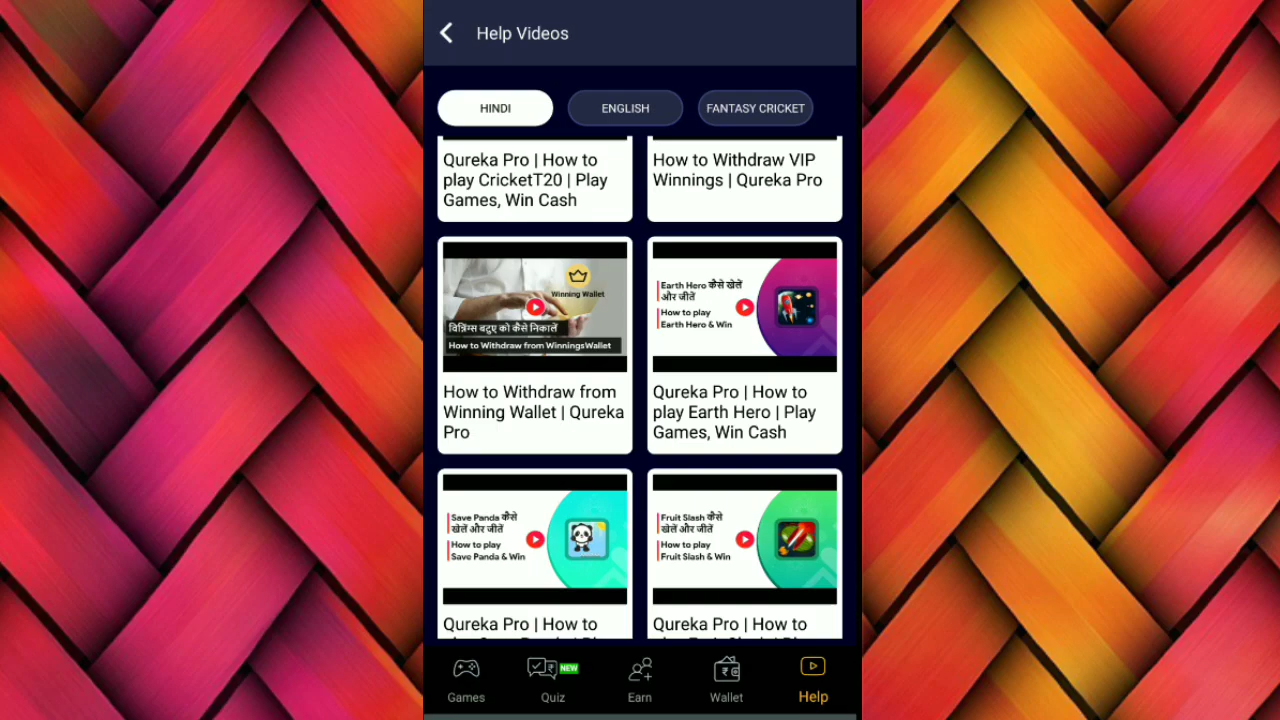 Help Videos
HINDI
ENGLISH
FANTASY CRICKET
Qureka Pro | How to
play CricketT20 | Play
Games, Win Cash
How to Withdraw VIP
Winnings | Qureka Pro
Winning Wallet
विन्निंग्स बटुए को कैसे निकालें
How to Withdraw from WinningsWallet
How to Withdraw from
Winning Wallet | Qureka
Pro
Earth Hero कैसे खेलें
और जीतें
How to play
Earth Hero & Win
Qureka Pro | How to
play Earth Hero | Play
Games, Win Cash
Save Panda कैसे
खेलें और जीतें
How to play
Save Panda & Win
Qureka Pro | How to
Fruit Slash कैसे
खेलें और जीतें
How to play
Fruit Slash & Win
Qureka Pro | How to
Games
Quiz
NEW
Earn
Wallet
Help